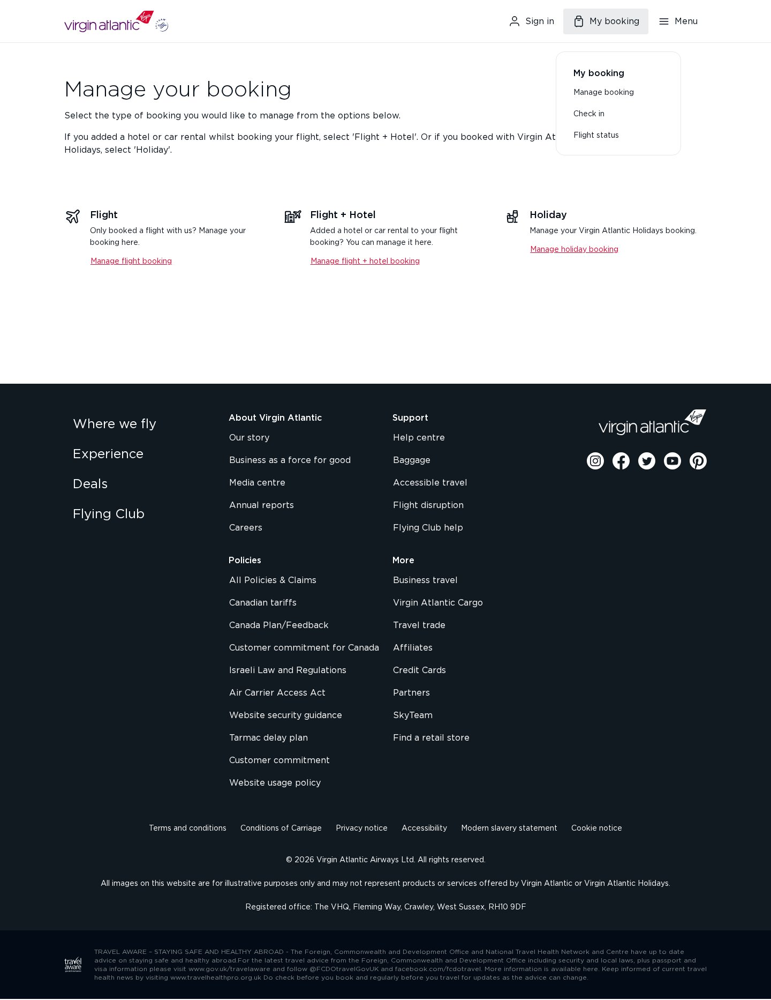 virgin atlantic
Sign in
My booking
Menu
My booking
Manage booking
Check in
Flight status
Manage your booking
Select the type of booking you would like to manage from the options below.
If you added a hotel or car rental whilst booking your flight, select 'Flight + Hotel'. Or if you booked with Virgin At
Holidays, select 'Holiday'.
Flight
Only booked a flight with us? Manage your
booking here.
Manage flight booking
Flight + Hotel
Added a hotel or car rental to your flight
booking? You can manage it here.
Manage flight + hotel booking
Holiday
Manage your Virgin Atlantic Holidays booking.
Manage holiday booking
Where we fly
Experience
Deals
Flying Club
About Virgin Atlantic
Our story
Business as a force for good
Media centre
Annual reports
Careers
Support
Help centre
Baggage
Accessible travel
Flight disruption
Flying Club help
virgin atlantic
Policies
All Policies & Claims
Canadian tariffs
Canada Plan/Feedback
Customer commitment for Canada
Israeli Law and Regulations
Air Carrier Access Act
Website security guidance
Tarmac delay plan
Customer commitment
Website usage policy
More
Business travel
Virgin Atlantic Cargo
Travel trade
Affiliates
Credit Cards
Partners
SkyTeam
Find a retail store
Terms and conditions
Conditions of Carriage
Privacy notice
Accessibility
Modern slavery statement
Cookie notice
© 2026 Virgin Atlantic Airways Ltd. All rights reserved.
All images on this website are for illustrative purposes only and may not represent products or services offered by Virgin Atlantic or Virgin Atlantic Holidays.
Registered office: The VHQ, Fleming Way, Crawley, West Sussex, RH10 9DF
travel
aware
TRAVEL AWARE – STAYING SAFE AND HEALTHY ABROAD - The Foreign, Commonwealth and Development Office and National Travel Health Network and Centre have up to date
advice on staying safe and healthy abroad.For the latest travel advice from the Foreign, Commonwealth and Development Office including security and local laws, plus passport and
visa information please visit www.gov.uk/travelaware and follow @FCDOtravelGovUK and facebook.com/fcdotravel. More information is available here. Keep informed of current travel
health news by visiting www.travelhealthpro.org.uk Do check before you book and regularly before you travel for updates as the advice can change.